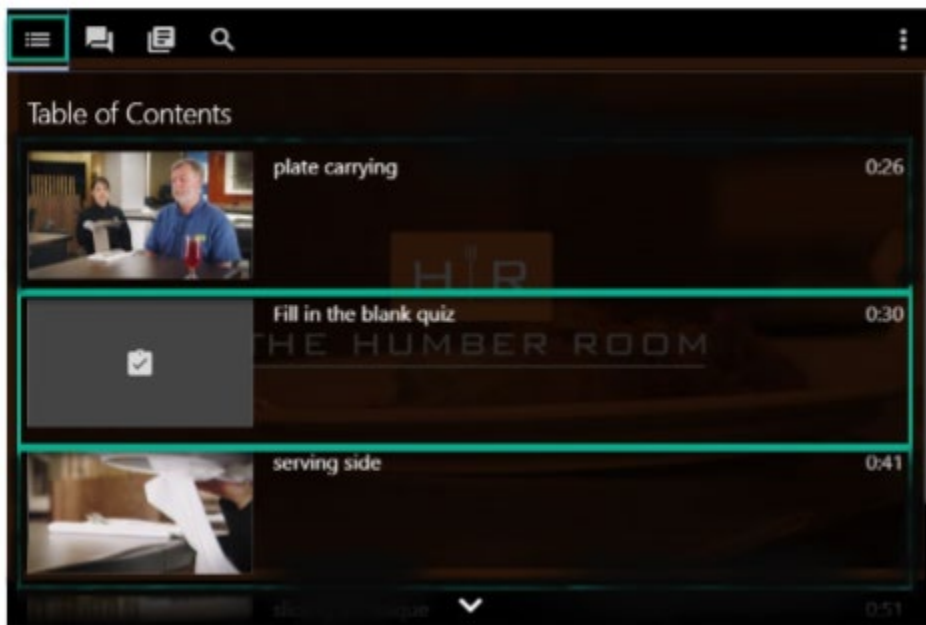 Table of Contents
plate carrying 0:26
H R
Fill in the blank quiz 0:30
THE HUMBER ROOM
serving side 0:41
0:51